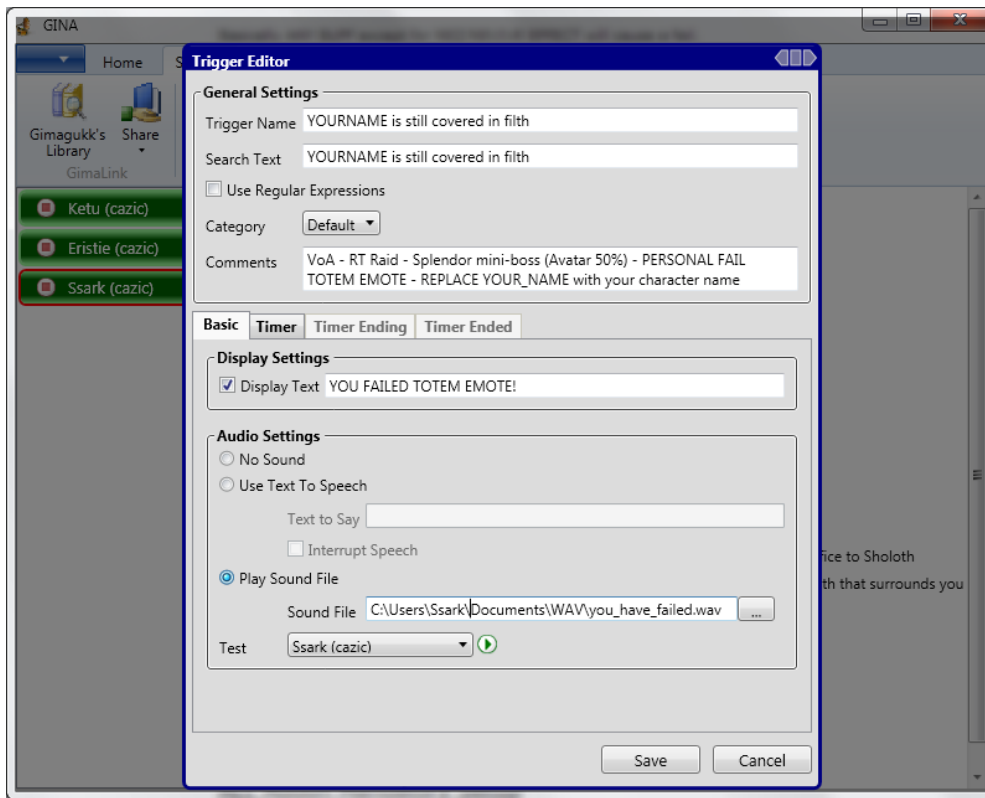 GINA
Home S
Trigger Editor
General Settings
Trigger Name YOURNAME is still covered in filth
Search Text YOURNAME is still covered in filth
Use Regular Expressions
Category Default
Comments VoA - RT Raid - Splendor mini-boss (Avatar 50%) - PERSONAL FAIL
TOTEM EMOTE - REPLACE YOUR_NAME with your character name
Gimagukk's
Library
Share
GimaLink
Ketu (cazic)
Eristie (cazic)
Ssark (cazic)
Basic Timer Timer Ending Timer Ended
Display Settings
Display Text YOU FAILED TOTEM EMOTE!
Audio Settings
No Sound
Use Text To Speech
Text to Say
Interrupt Speech
Play Sound File
Sound File C:\Users\Ssark\Documents\WAV\you_have_failed.wav ...
Test Ssark (cazic)
fice to Sholoth
th that surrounds you
Save Cancel